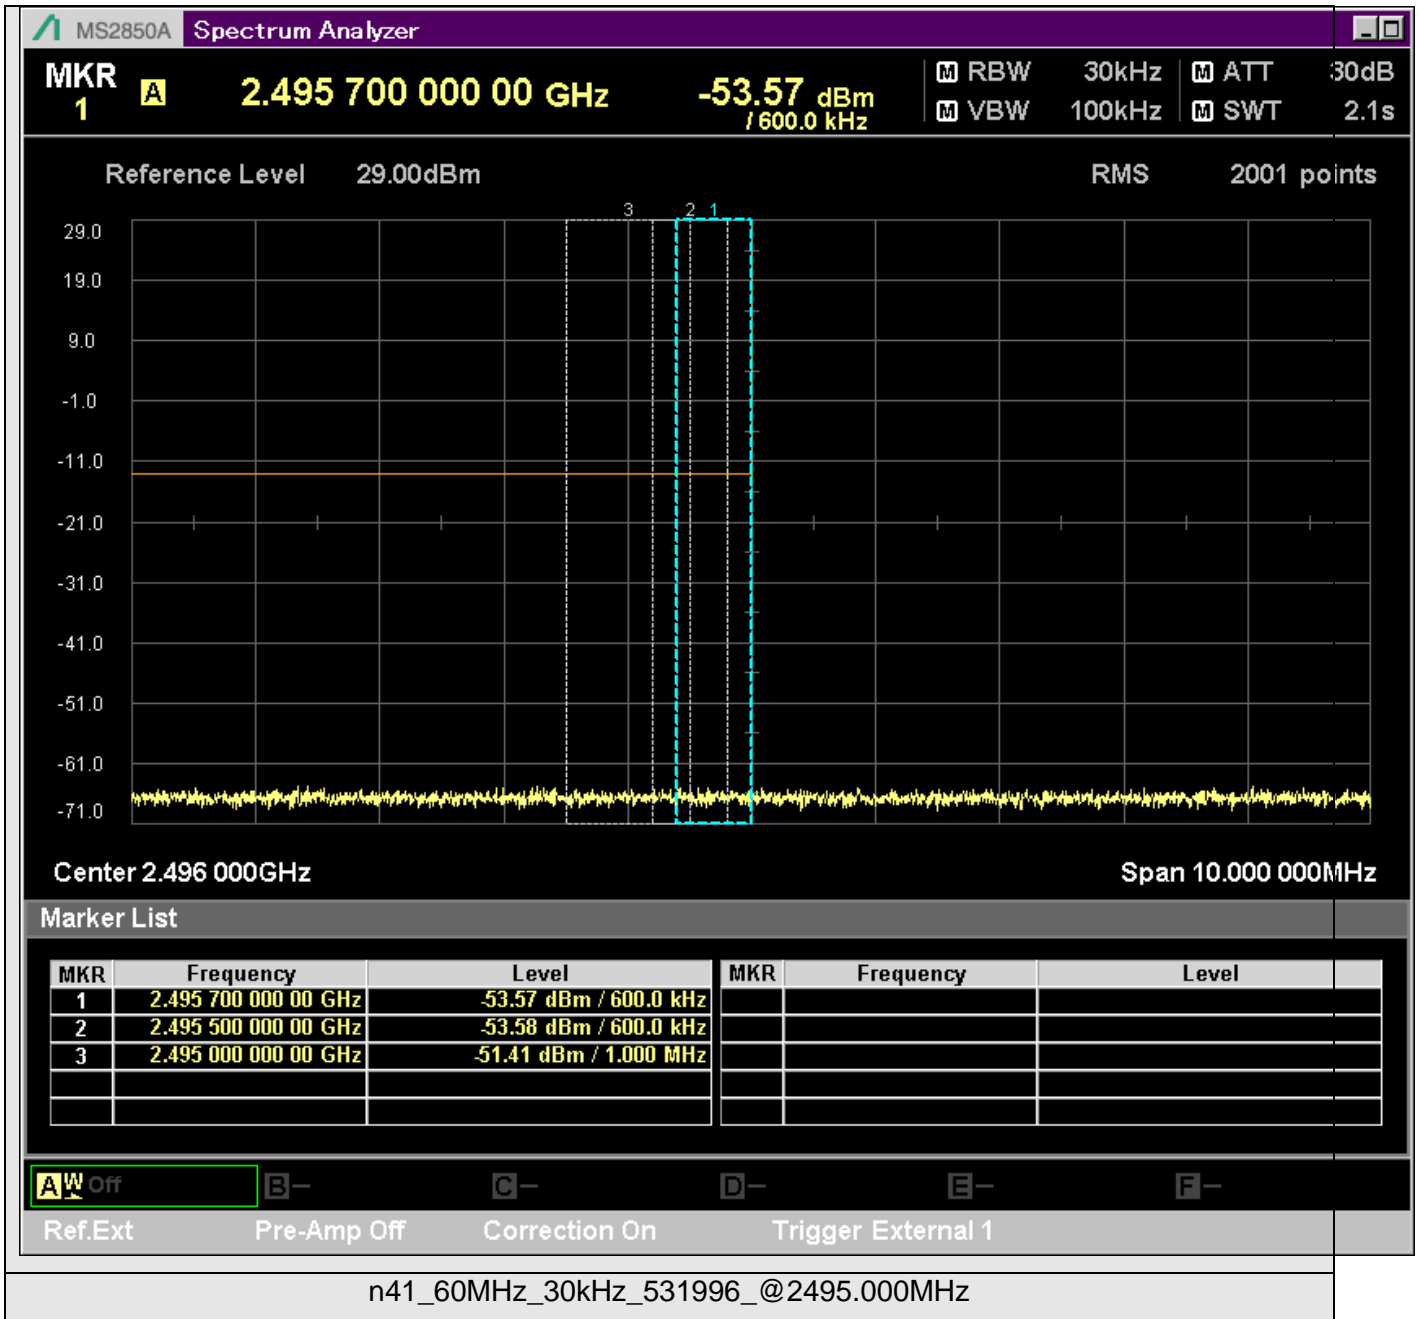 MS2850A Spectrum Analyzer
MKR 1 A 2.495 700 000 00 GHz -53.57 dBm / 600.0 kHz
M RBW 30kHz M ATT 30dB
M VBW 100kHz M SWT 2.1s
Reference Level 29.00dBm RMS 2001 points
3 2 1
29.0
19.0
9.0
-1.0
-11.0
-21.0
-31.0
-41.0
-51.0
-61.0
-71.0
Center 2.496 000GHz Span 10.000 000MHz
Marker List
MKR Frequency Level MKR Frequency Level
1 2.495 700 000 00 GHz -53.57 dBm / 600.0 kHz
2 2.495 500 000 00 GHz -53.58 dBm / 600.0 kHz
3 2.495 000 000 00 GHz -51.41 dBm / 1.000 MHz
A W Off B - C - D - E - F -
Ref.Ext Pre-Amp Off Correction On Trigger External 1
n41_60MHz_30kHz_531996_@2495.000MHz